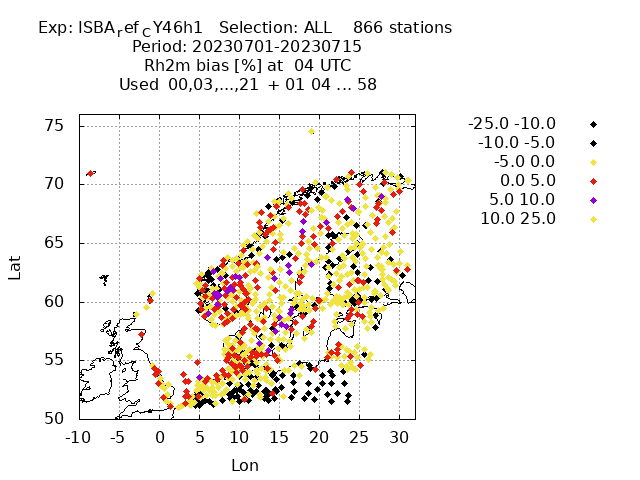 Exp: ISBA_ref_CY46h1 Selection: ALL 866 stations
Period: 20230701-20230715
Rh2m bias [%] at 04 UTC
Used 00,03,...,21 + 01 04 ... 58
-25.0 -10.0
-10.0 -5.0
-5.0 0.0
0.0 5.0
5.0 10.0
10.0 25.0
75
70
65
60
55
50
Lat
-10 -5 0 5 10 15 20 25 30
Lon